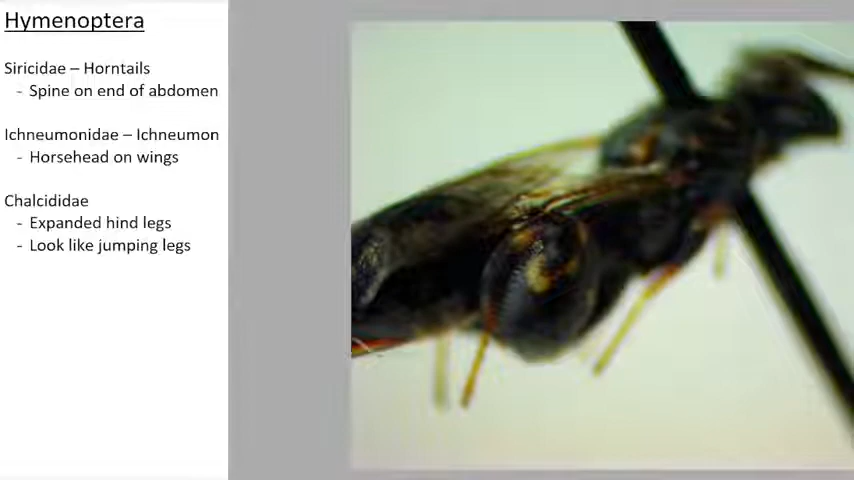 Hymenoptera
Siricidae – Horntails
- Spine on end of abdomen
Ichneumonidae – Ichneumon
- Horsehead on wings
Chalcididae
- Expanded hind legs
- Look like jumping legs